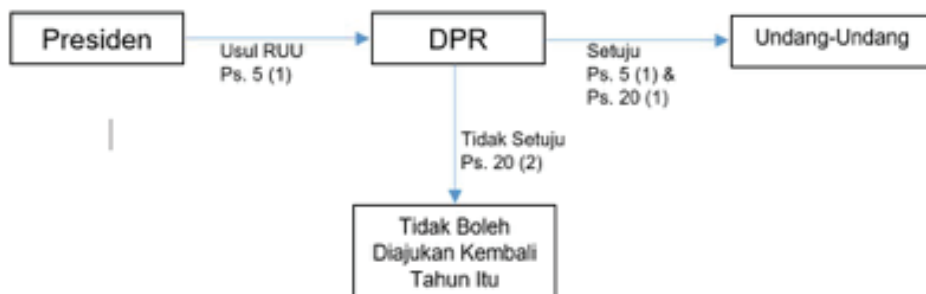 Presiden
Usul RUU
Ps. 5 (1)
DPR
Setuju
Ps. 5 (1) &
Ps. 20 (1)
Undang-Undang
Tidak Setuju
Ps. 20 (2)
Tidak Boleh
Diajukan Kembali
Tahun Itu